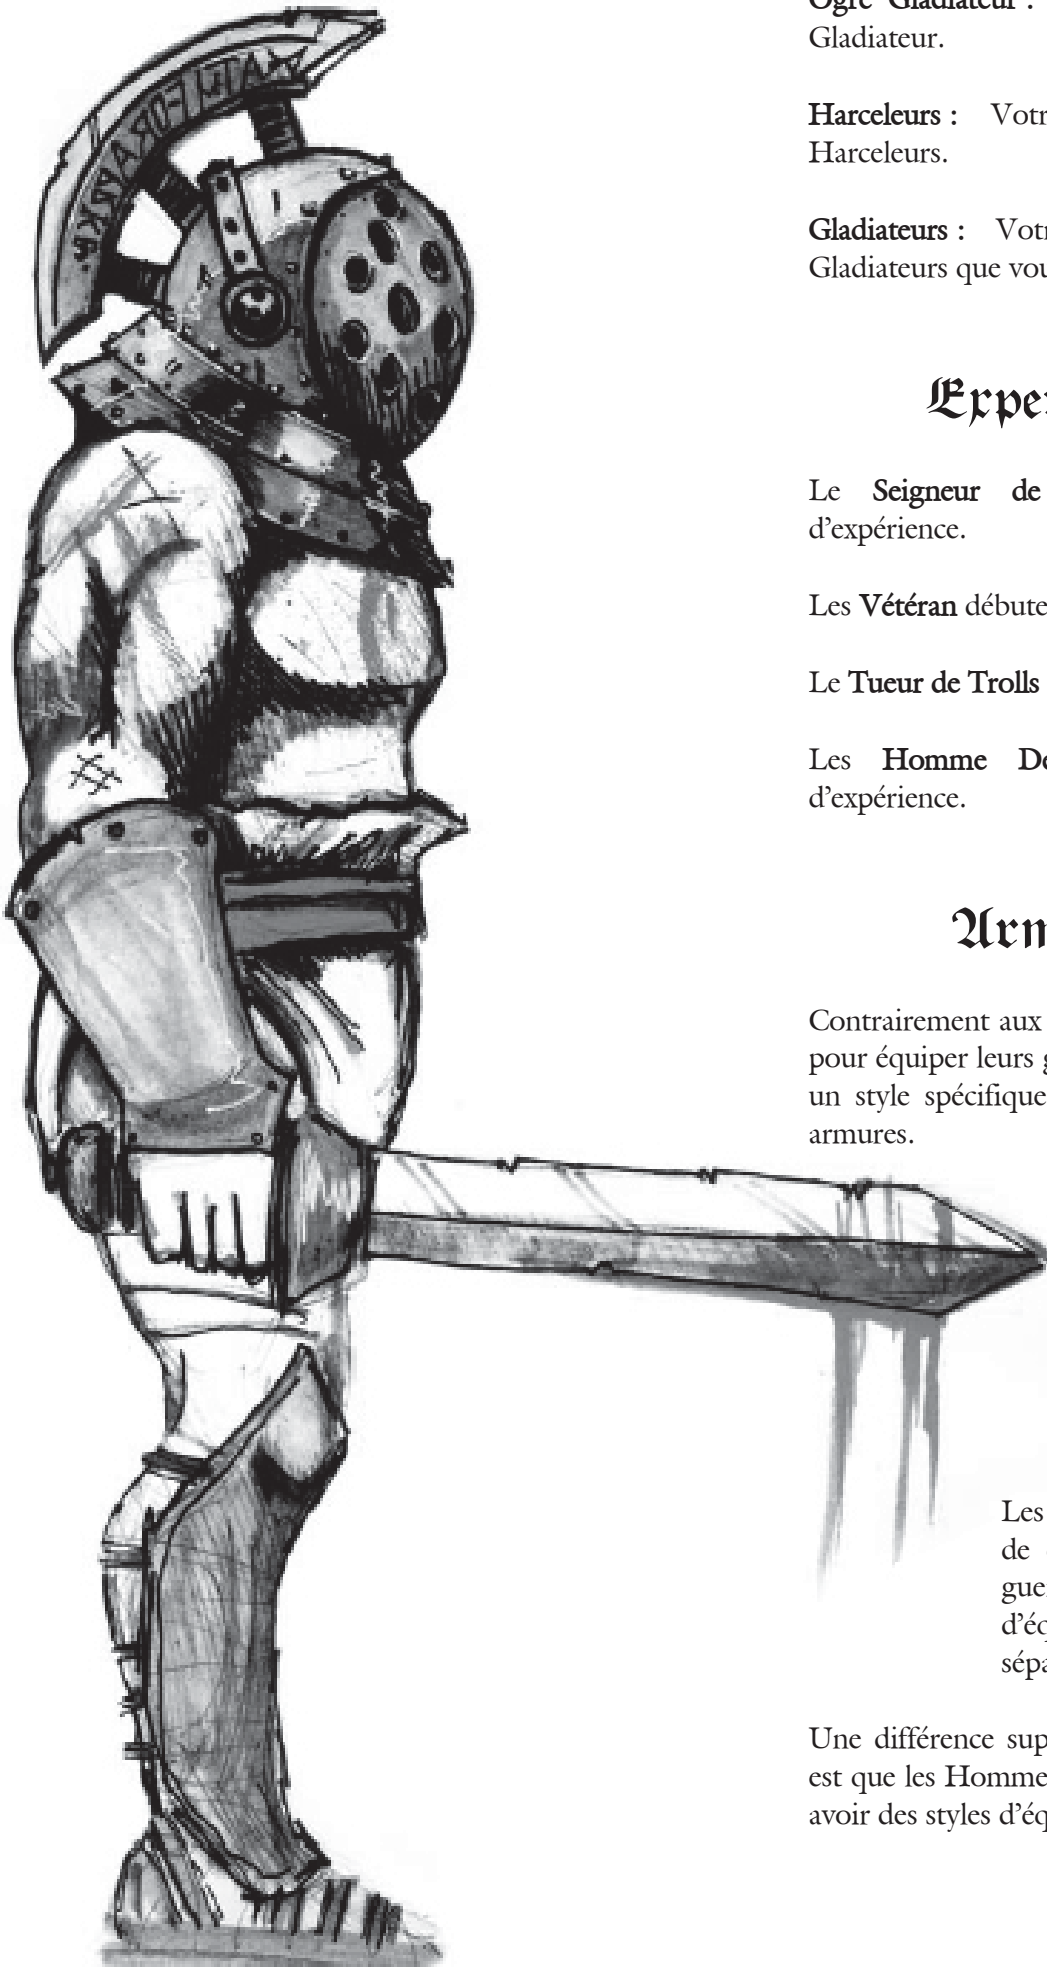 Ogre Gladiateur :
Gladiateur.
Harceleurs : Votr
Harceleurs.
Gladiateurs : Votr
Gladiateurs que vou
Expe
Le Seigneur de
d'expérience.
Les Vétéran débute
Le Tueur de Trolls
Les Homme De
d'expérience.
Arm
Contrairement aux
pour équiper leurs g
un style spécifique
armures.
Les
de
gue
d'éq
sépa
Une différence sup
est que les Homme
avoir des styles d'éq